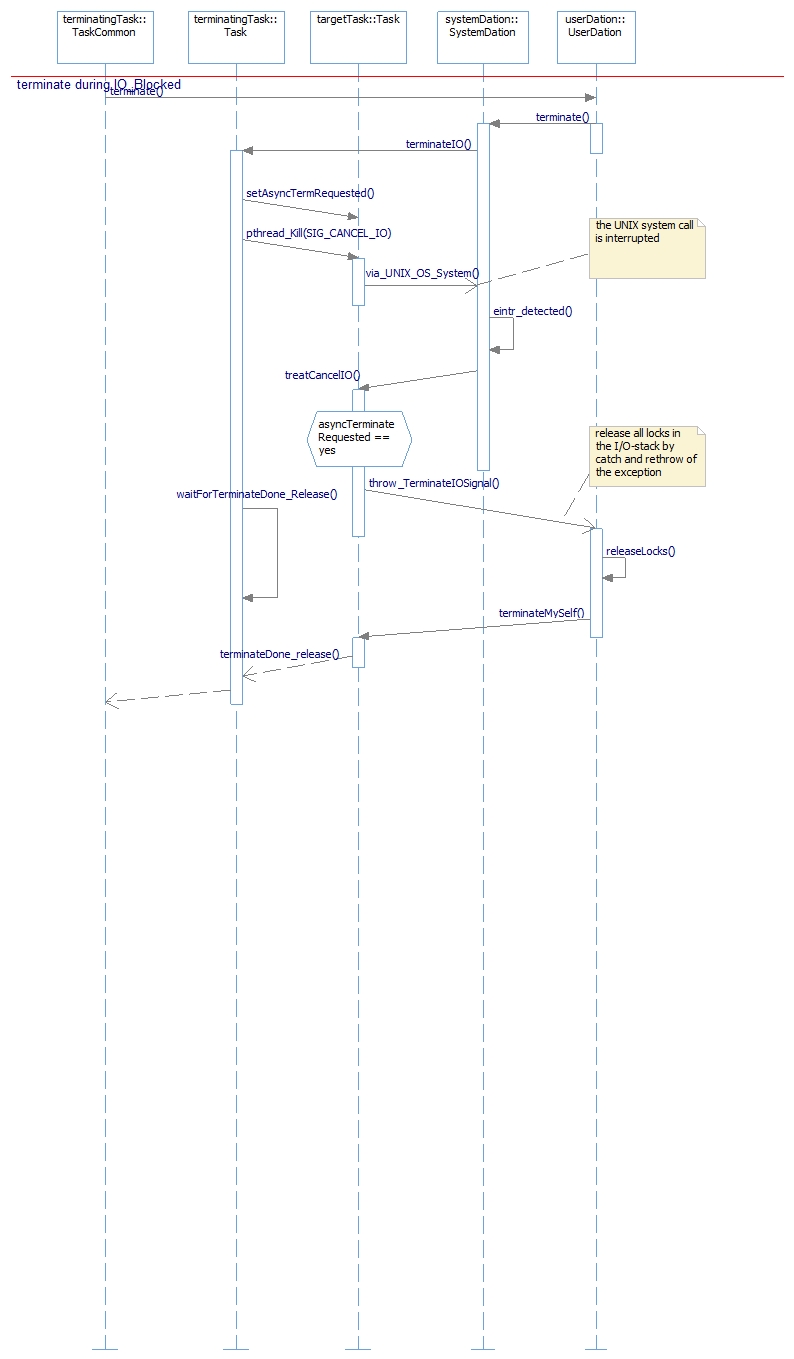 terminatingTask::
TaskCommon
terminatingTask::
Task
targetTask::Task
systemDation::
SystemDation
userDation::
UserDation
terminate during IO_Blocked
terminate()
terminate()
terminateIO()
setAsyncTermRequested()
the UNIX system call
is interrupted
pthread_Kill(SIG_CANCEL_IO)
via_UNIX_OS_System()
eintr_detected()
treatCancelIO()
asyncTerminate
Requested ==
yes
release all locks in
the I/O-stack by
catch and rethrow of
the exception
throw_TerminateIOSignal()
waitForTerminateDone_Release()
releaseLocks()
terminateMySelf()
terminateDone_release()